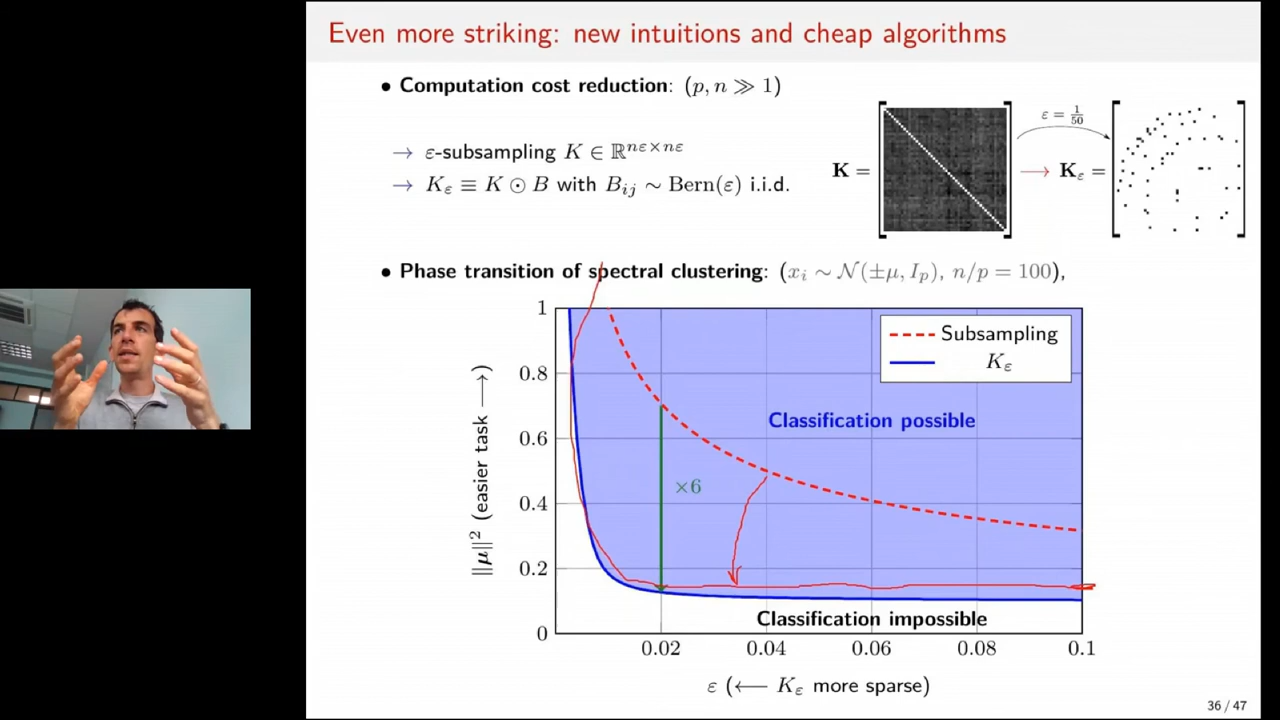 Even more striking: new intuitions and cheap algorithms
• Computation cost reduction: (p, n ≫ 1)
→ ε-subsampling K ∈ ℝ^{nε×nε}
→ K_ε ≡ K ⊙ B with B_{ij} ∼ Bern(ε) i.i.d.
K =
ε = 1/50
→ K_ε =
• Phase transition of spectral clustering: (x_i ∼ 𝒩(±μ, I_p), n/p = 100),
Subsampling
K_ε
Classification possible
×6
Classification impossible
‖μ‖² (easier task ⟶)
1
0.8
0.6
0.4
0.2
0
0.02 0.04 0.06 0.08 0.1
ε (⟵ K_ε more sparse)
36 / 47